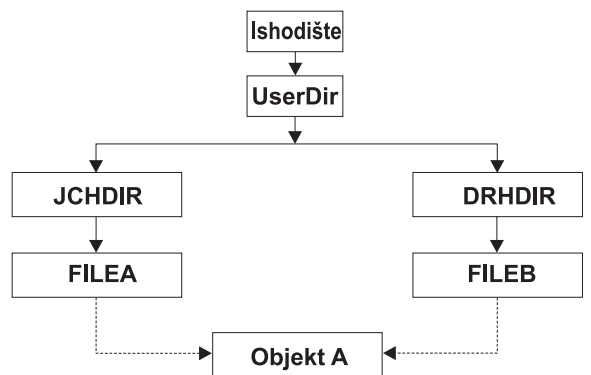 Ishodište
UserDir
JCHDIR
DRHDIR
FILEA
FILEB
Objekt A